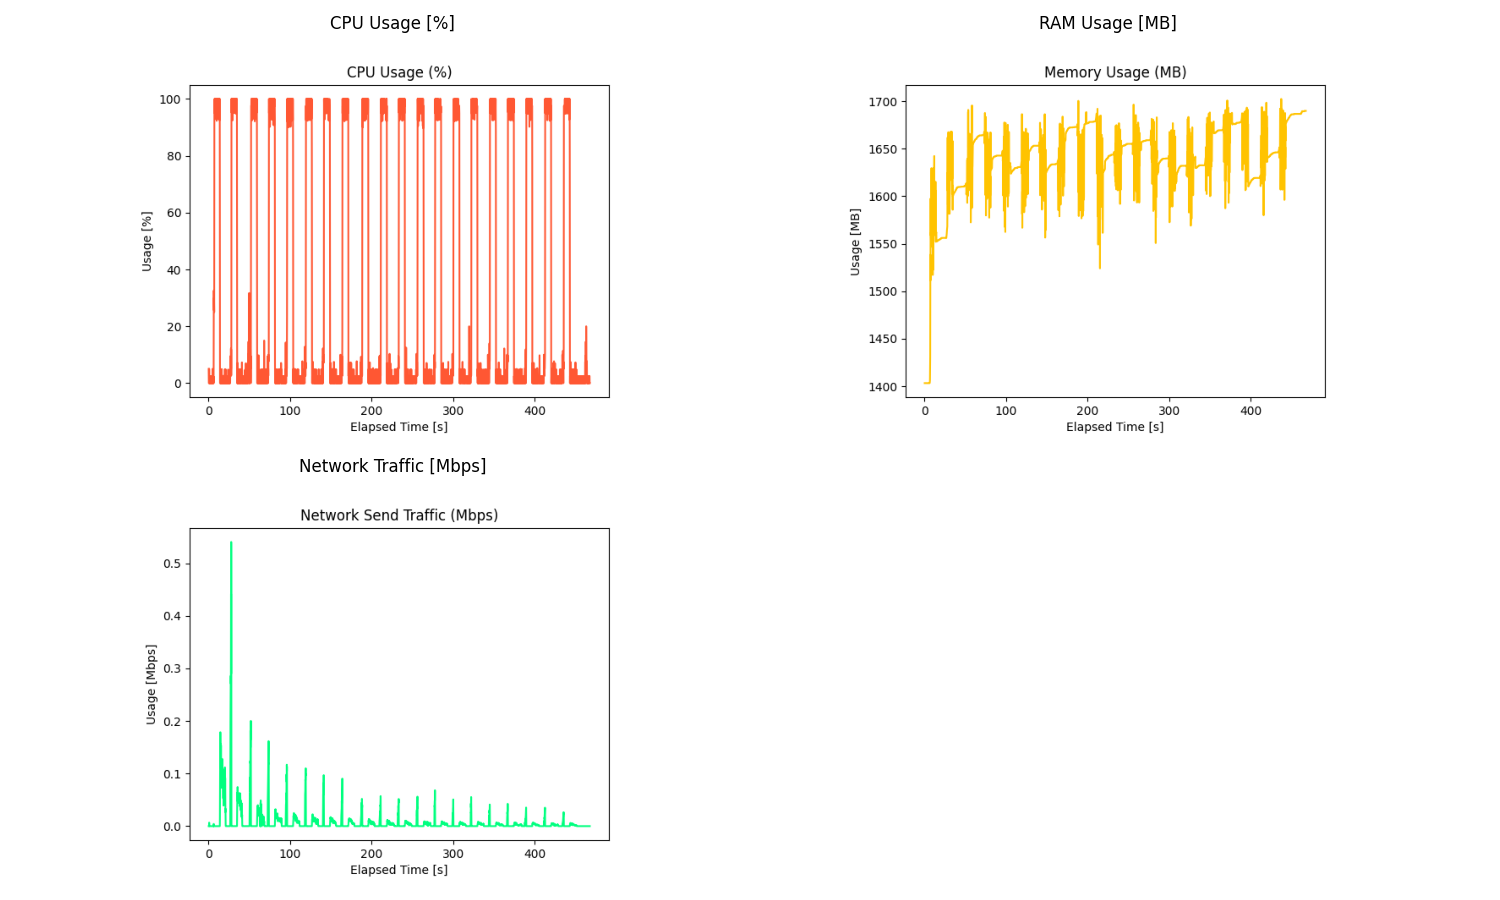 CPU Usage [%]
CPU Usage (%)
Usage [%]
100
80
60
40
20
0
0 100 200 300 400
Elapsed Time [s]
RAM Usage [MB]
Memory Usage (MB)
Usage [MB]
1700
1650
1600
1550
1500
1450
1400
0 100 200 300 400
Elapsed Time [s]
Network Traffic [Mbps]
Network Send Traffic (Mbps)
Usage [Mbps]
0.5
0.4
0.3
0.2
0.1
0.0
0 100 200 300 400
Elapsed Time [s]